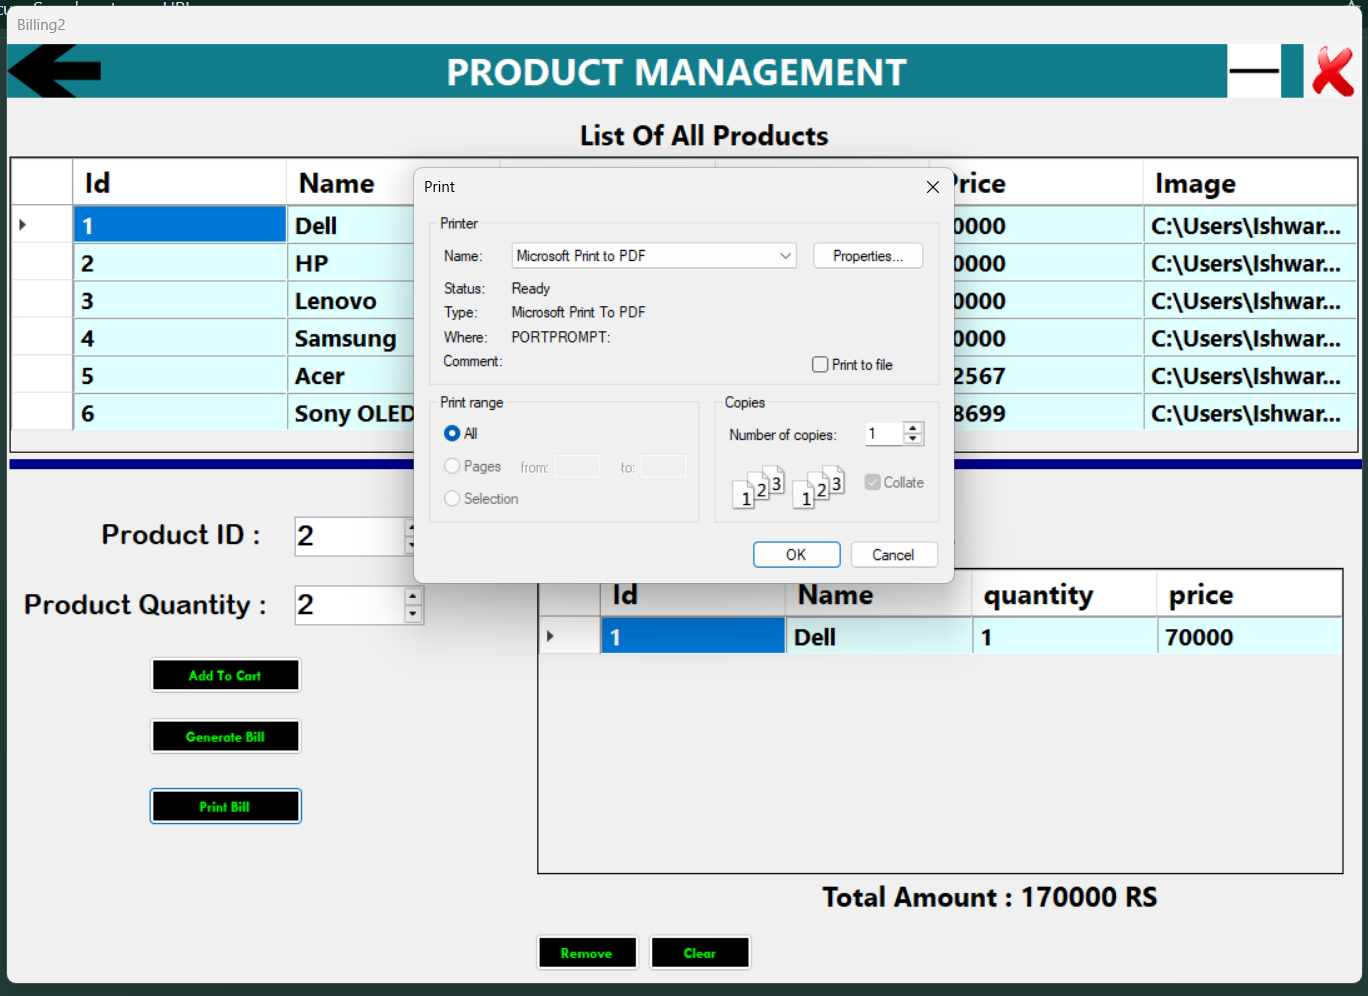 Billing2
PRODUCT MANAGEMENT
List Of All Products
Id Name Price Image
1 Dell 0000 C:\Users\Ishwar...
2 HP 0000 C:\Users\Ishwar...
3 Lenovo 0000 C:\Users\Ishwar...
4 Samsung 0000 C:\Users\Ishwar...
5 Acer 2567 C:\Users\Ishwar...
6 Sony OLED 8699 C:\Users\Ishwar...
Print
Printer
Name: Microsoft Print to PDF Properties...
Status: Ready
Type: Microsoft Print To PDF
Where: PORTPROMPT:
Comment:
Print to file
Print range
All
Pages from: to:
Selection
Copies
Number of copies: 1
1 2 3 1 2 3 Collate
OK Cancel
Product ID : 2
Product Quantity : 2
Add To Cart
Generate Bill
Print Bill
Id Name quantity price
1 Dell 1 70000
Total Amount : 170000 RS
Remove Clear